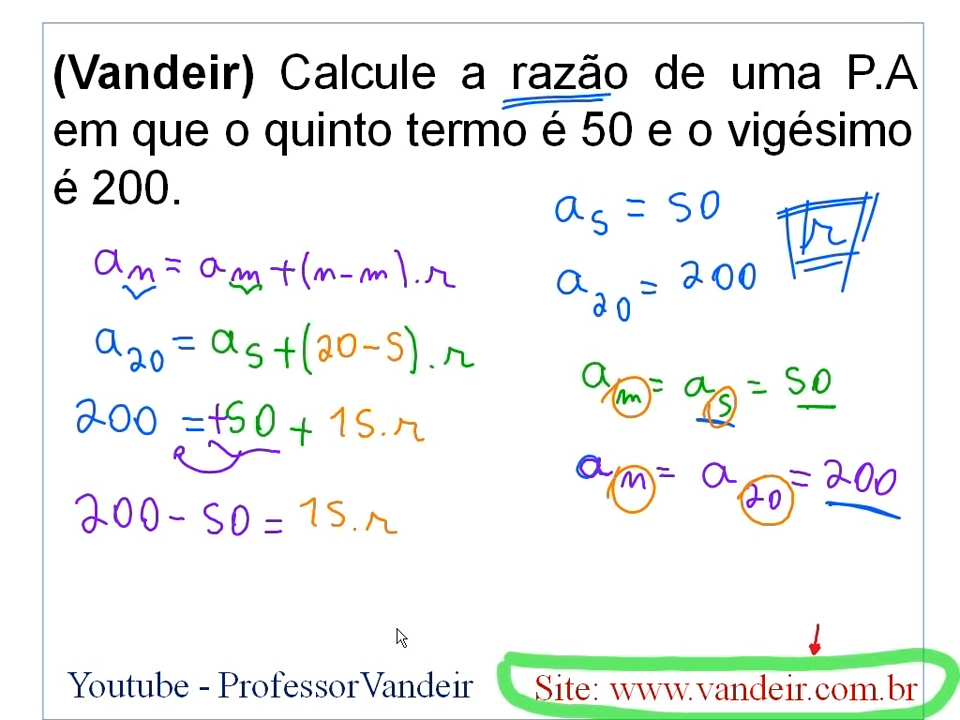 (Vandeir) Calcule a razão de uma P.A
em que o quinto termo é 50 e o vigésimo
é 200.
a₅ = 50
r
a₂₀ = 200
aₙ = aₘ + (n-m).r
a₂₀ = a₅ + (20-5).r
200 = +50 + 15.r
200 - 50 = 15.r
aₘ = a₅ = 50
aₙ = a₂₀ = 200
Youtube - ProfessorVandeir
Site: www.vandeir.com.br